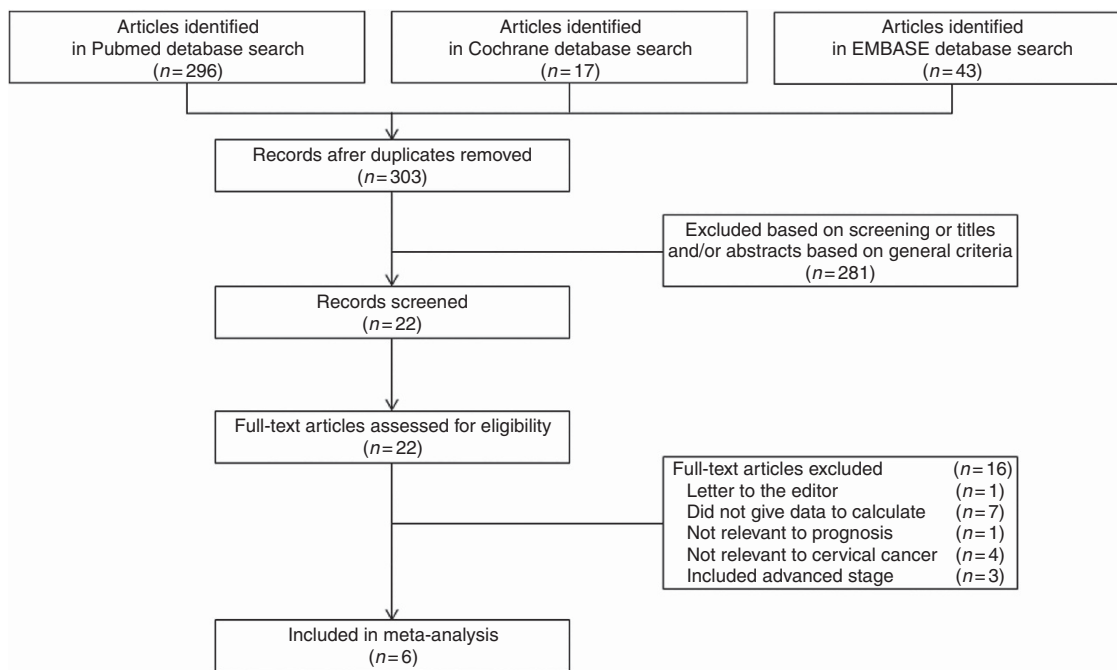 Articles identified
in Pubmed detabase search
(n=296)
Articles identified
in Cochrane detabase search
(n=17)
Articles identified
in EMBASE detabase search
(n=43)
Records afrer duplicates removed
(n=303)
Excluded based on screening or titles
and/or abstracts based on general criteria
(n=281)
Records screened
(n=22)
Full-text articles assessed for eligibility
(n=22)
Full-text articles excluded (n=16)
Letter to the editor (n=1)
Did not give data to calculate (n=7)
Not relevant to prognosis (n=1)
Not relevant to cervical cancer (n=4)
Included advanced stage (n=3)
Included in meta-analysis
(n=6)